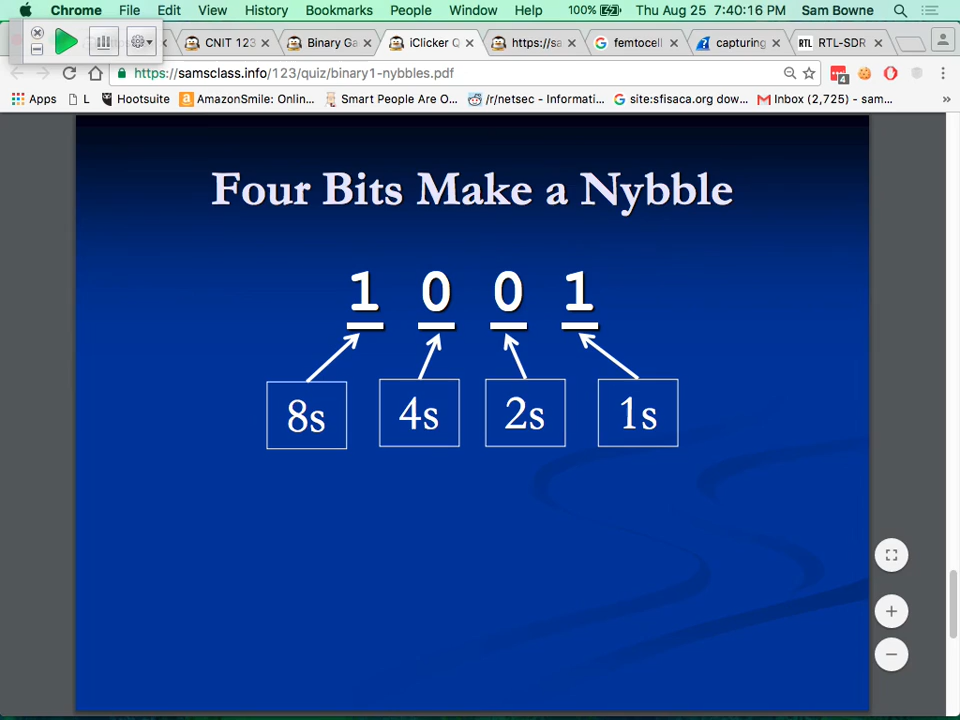 Chrome File Edit View History Bookmarks People Window Help 100% Thu Aug 25 7:40:16 PM Sam Bowne
CNIT 123 Binary Ga iClicker Q https://sa femtocell capturing RTL RTL-SDR
https://samsclass.info/123/quiz/binary1-nybbles.pdf 4
Apps L Hootsuite AmazonSmile: Onlin... Smart People Are O... /r/netsec - Informati... site:sfisaca.org dow... Inbox (2,725) - sam... »
Four Bits Make a Nybble
1 0 0 1
8s 4s 2s 1s